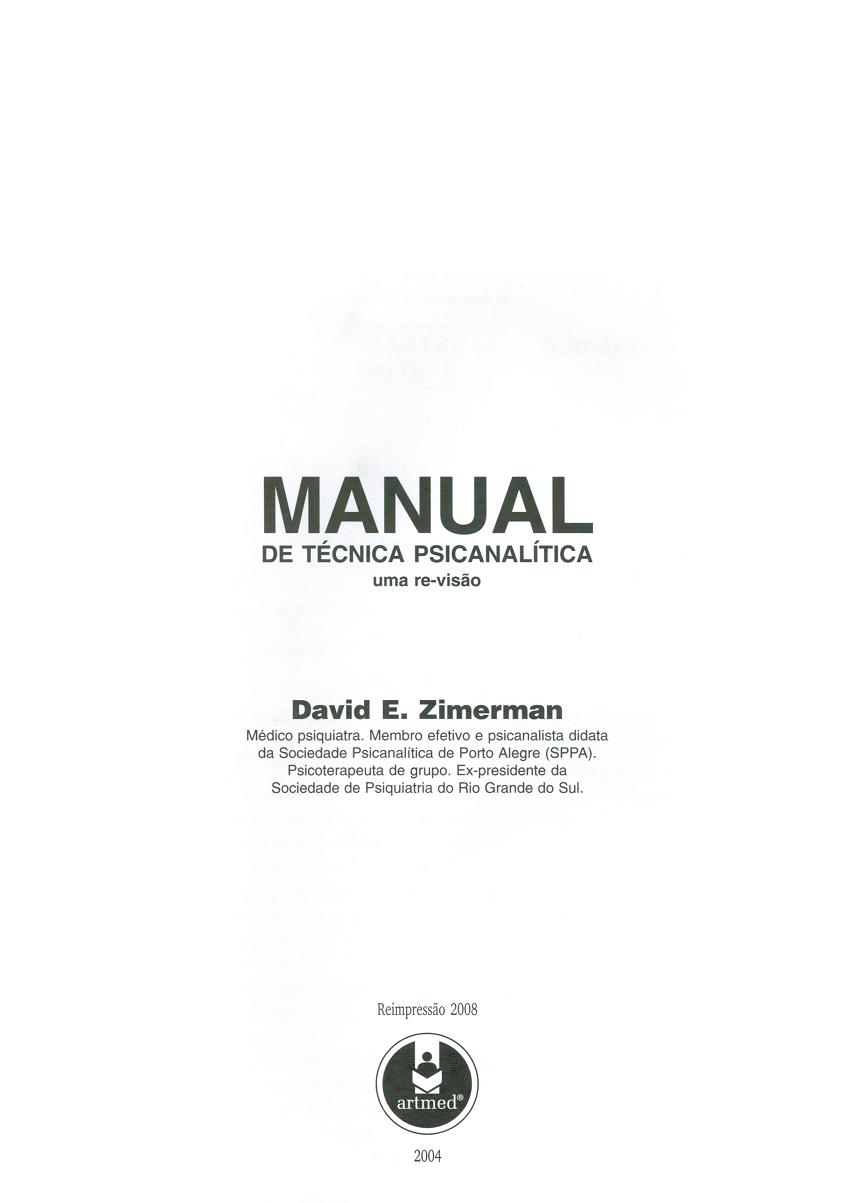 Sumário
MANUAL
DE TÉCNICA PSICANALÍTICA
uma re-visão
David E. Zimerman
Médico psiquiatra. Membro efetivo e psicanalista didata
da Sociedade Psicanalítica de Porto Alegre (SPPA).
Psicoterapeuta de grupo. Ex-presidente da
Sociedade de Psiquiatria do Rio Grande do Sul.
Reimpressão 2008
artmed®
2004